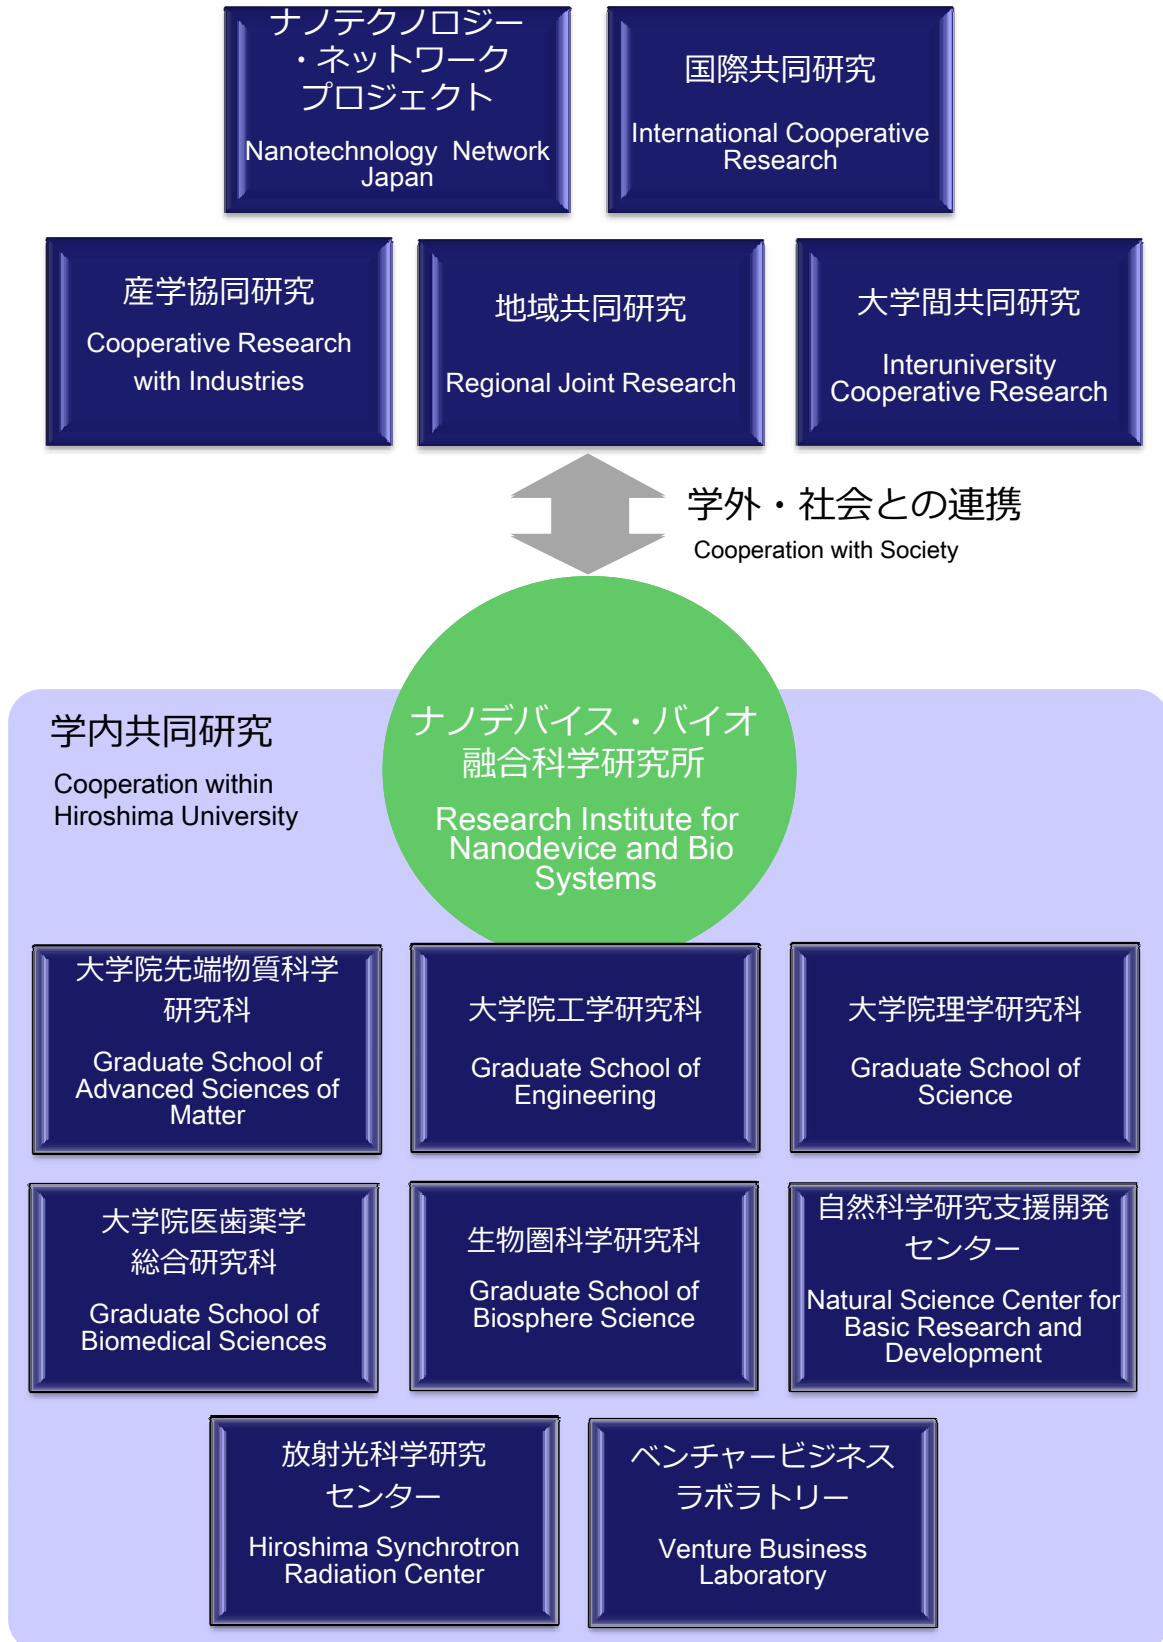 ナノテクノロジー
・ネットワーク
プロジェクト
Nanotechnology Network
Japan
国際共同研究
International Cooperative
Research
産学協同研究
Cooperative Research
with Industries
地域共同研究
Regional Joint Research
大学間共同研究
Interuniversity
Cooperative Research
学外・社会との連携
Cooperation with Society
学内共同研究
Cooperation within
Hiroshima University
ナノデバイス・バイオ
融合科学研究所
Research Institute for
Nanodevice and Bio
Systems
大学院先端物質科学
研究科
Graduate School of
Advanced Sciences of
Matter
大学院工学研究科
Graduate School of
Engineering
大学院理学研究科
Graduate School of
Science
大学院医歯薬学
総合研究科
Graduate School of
Biomedical Sciences
生物圏科学研究科
Graduate School of
Biosphere Science
自然科学研究支援開発
センター
Natural Science Center for
Basic Research and
Development
放射光科学研究
センター
Hiroshima Synchrotron
Radiation Center
ベンチャービジネス
ラボラトリー
Venture Business
Laboratory